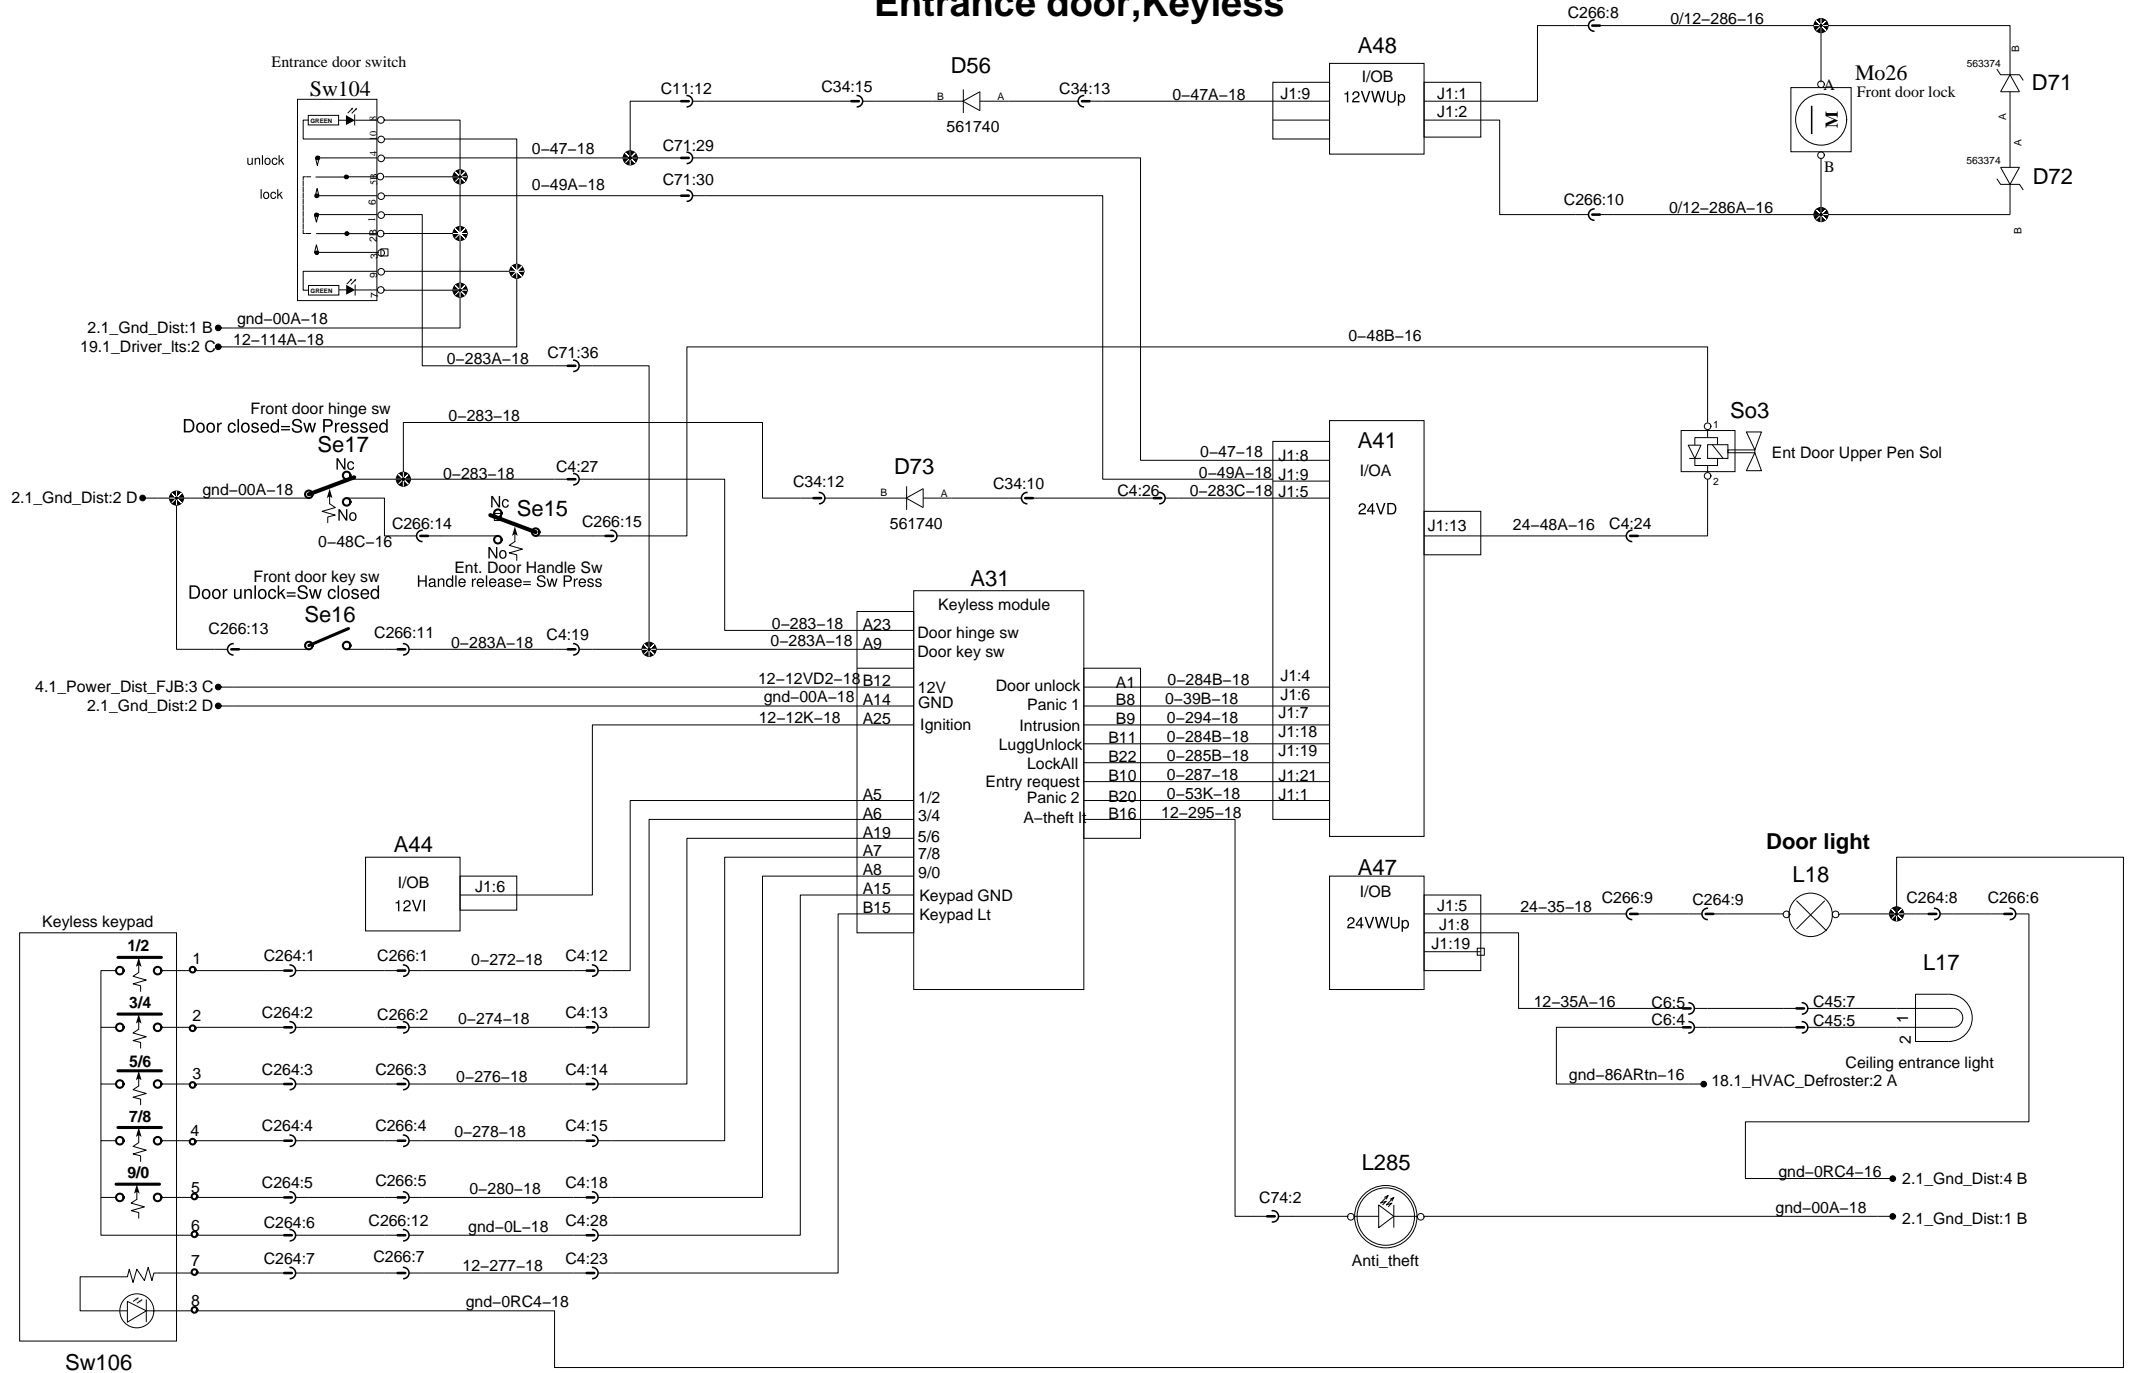 Entrance door,Keyless
Entrance door switch
Sw104
GREEN
8
10
unlock
4
5B
lock
6
1
2B
3
9
GREEN
7
0-47-18
0-49A-18
C11:12
C34:15
D56
B
A
561740
C34:13
0-47A-18
C71:29
C71:30
A48
I/OB
12VWUp
J1:9
J1:1
J1:2
C266:8
0/12-286-16
A
Mo26
Front door lock
M
B
C266:10
0/12-286A-16
B
563374
D71
A
A
563374
D72
B
2.1_Gnd_Dist:1 B
gnd-00A-18
19.1_Driver_lts:2 C
12-114A-18
0-283A-18
C71:36
0-48B-16
Front door hinge sw
Door closed=Sw Pressed
Se17
Nc
No
0-283-18
0-283-18
C4:27
2.1_Gnd_Dist:2 D
gnd-00A-18
0-48C-16
C266:14
Nc
Se15
No
C266:15
Ent. Door Handle Sw
Handle release= Sw Press
Front door key sw
Door unlock=Sw closed
Se16
C266:13
C266:11
0-283A-18
C4:19
C34:12
D73
B
A
561740
C34:10
C4:26
0-283C-18
0-47-18
0-49A-18
J1:8
J1:9
J1:5
A41
I/OA
24VD
J1:13
24-48A-16
C4:24
So3
1
2
Ent Door Upper Pen Sol
A31
Keyless module
0-283-18
A23
Door hinge sw
0-283A-18
A9
Door key sw
4.1_Power_Dist_FJB:3 C
12-12VD2-18
B12
12V
2.1_Gnd_Dist:2 D
gnd-00A-18
A14
GND
12-12K-18
A25
Ignition
Door unlock
A1
0-284B-18
J1:4
Panic 1
B8
0-39B-18
J1:6
Intrusion
B9
0-294-18
J1:7
LuggUnlock
B11
0-284B-18
J1:18
LockAll
B22
0-285B-18
J1:19
Entry request
B10
0-287-18
J1:21
Panic 2
B20
0-53K-18
J1:1
A-theft lt
B16
12-295-18
A5
1/2
A6
3/4
A19
5/6
A7
7/8
A8
9/0
A15
Keypad GND
B15
Keypad Lt
A44
I/OB
12VI
J1:6
A47
I/OB
24VWUp
J1:5
J1:8
J1:19
Door light
24-35-18
C266:9
C264:9
L18
C264:8
C266:6
L17
12-35A-16
C6:5
C45:7
1
C6:4
C45:5
2
Ceiling entrance light
gnd-86ARtn-16
18.1_HVAC_Defroster:2 A
Keyless keypad
1/2
1
C264:1
C266:1
0-272-18
C4:12
3/4
2
C264:2
C266:2
0-274-18
C4:13
5/6
3
C264:3
C266:3
0-276-18
C4:14
7/8
4
C264:4
C266:4
0-278-18
C4:15
9/0
5
C264:5
C266:5
0-280-18
C4:18
6
C264:6
C266:12
gnd-0L-18
C4:28
7
C264:7
C266:7
12-277-18
C4:23
8
gnd-0RC4-18
Sw106
C74:2
L285
Anti_theft
gnd-0RC4-16
2.1_Gnd_Dist:4 B
gnd-00A-18
2.1_Gnd_Dist:1 B